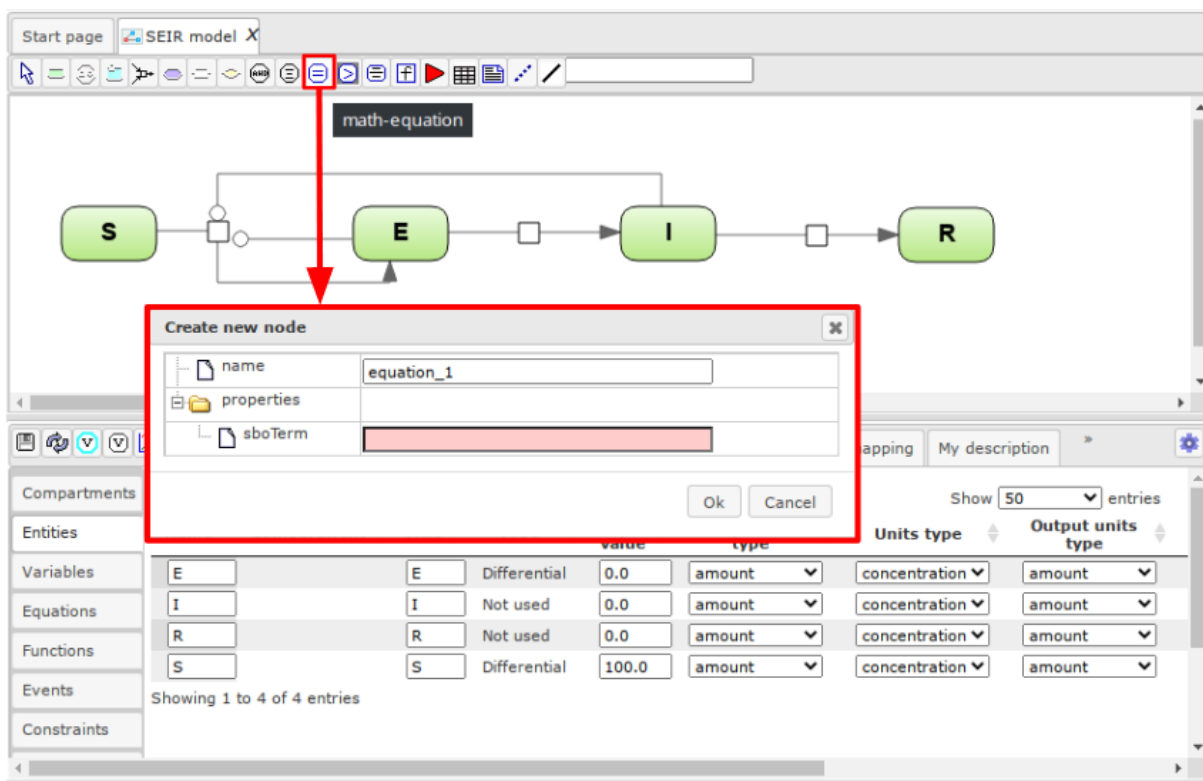 Start page SEIR model X
AND f
math-equation
S E I R
Create new node
name equation_1
properties
sboTerm
Ok Cancel
apping My description »
Compartments
Entities
Variables
Equations
Functions
Events
Constraints
Show 50 entries
value type Units type Output units type
E E Differential 0.0 amount concentration amount
I I Not used 0.0 amount concentration amount
R R Not used 0.0 amount concentration amount
S S Differential 100.0 amount concentration amount
Showing 1 to 4 of 4 entries